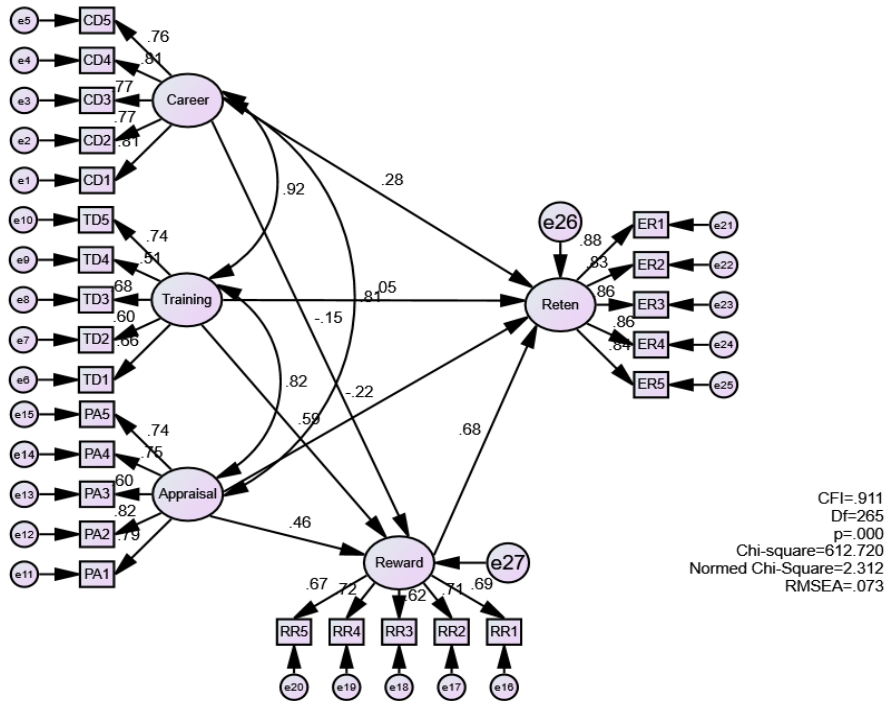 e5 CD5 .76
e4 CD4 .81
e3 CD3 .77 Career
e2 CD2 .77
e1 CD1 .81
.92
.28
e10 TD5 .74
e9 TD4 .51
e8 TD3 .68 Training
e7 TD2 .60
e6 TD1 .66
.81 .05
-.15
.82
-.22
.59
e26
.88 ER1 e21
.83 ER2 e22
Reten .86 ER3 e23
.86 ER4 e24
.84 ER5 e25
e15 PA5 .74
e14 PA4 .75
e13 PA3 .60 Appraisal
e12 PA2 .82
e11 PA1 .79
.46
.68
Reward e27
.67 .72 .62 .71 .69
RR5 RR4 RR3 RR2 RR1
e20 e19 e18 e17 e16
CFI=.911
Df=265
p=.000
Chi-square=612.720
Normed Chi-Square=2.312
RMSEA=.073